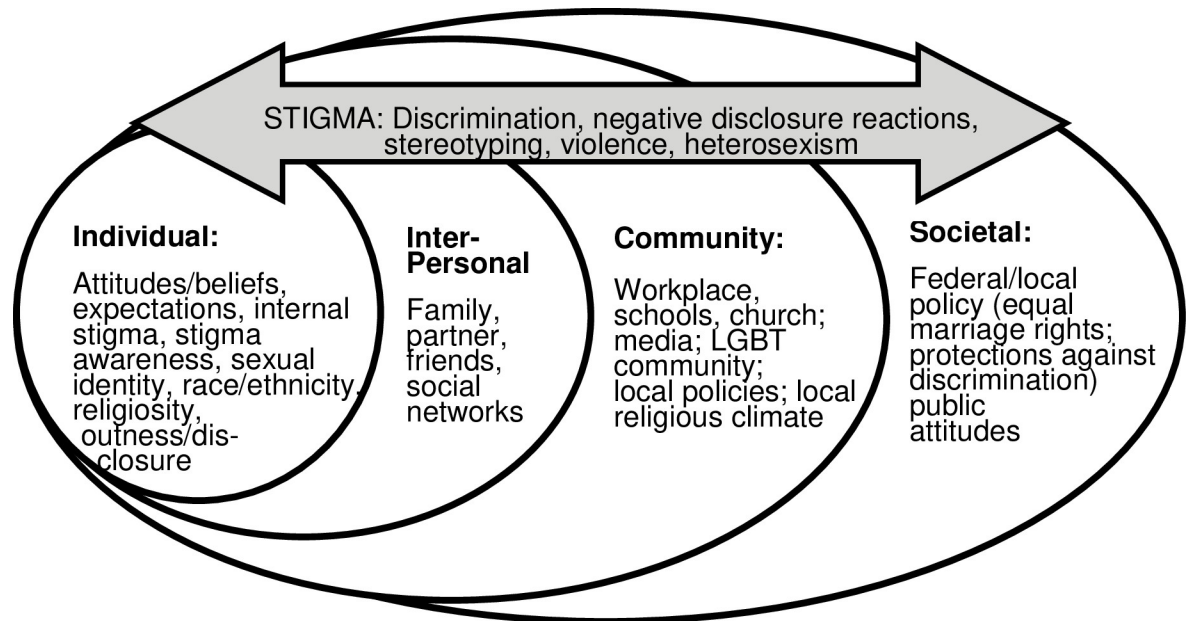 STIGMA: Discrimination, negative disclosure reactions,
stereotyping, violence, heterosexism
Individual:
Attitudes/beliefs,
expectations, internal
stigma, stigma
awareness, sexual
identity, race/ethnicity,
religiosity,
outness/dis-
closure
Inter-
Personal
Family,
partner,
friends,
social
networks
Community:
Workplace,
schools, church;
media; LGBT
community;
local policies; local
religious climate
Societal:
Federal/local
policy (equal
marriage rights;
protections against
discrimination)
public
attitudes